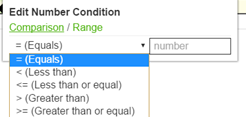 Edit Number Condition
Comparison / Range
= (Equals) number
= (Equals)
< (Less than)
<= (Less than or equal)
> (Greater than)
>= (Greater than or equal)